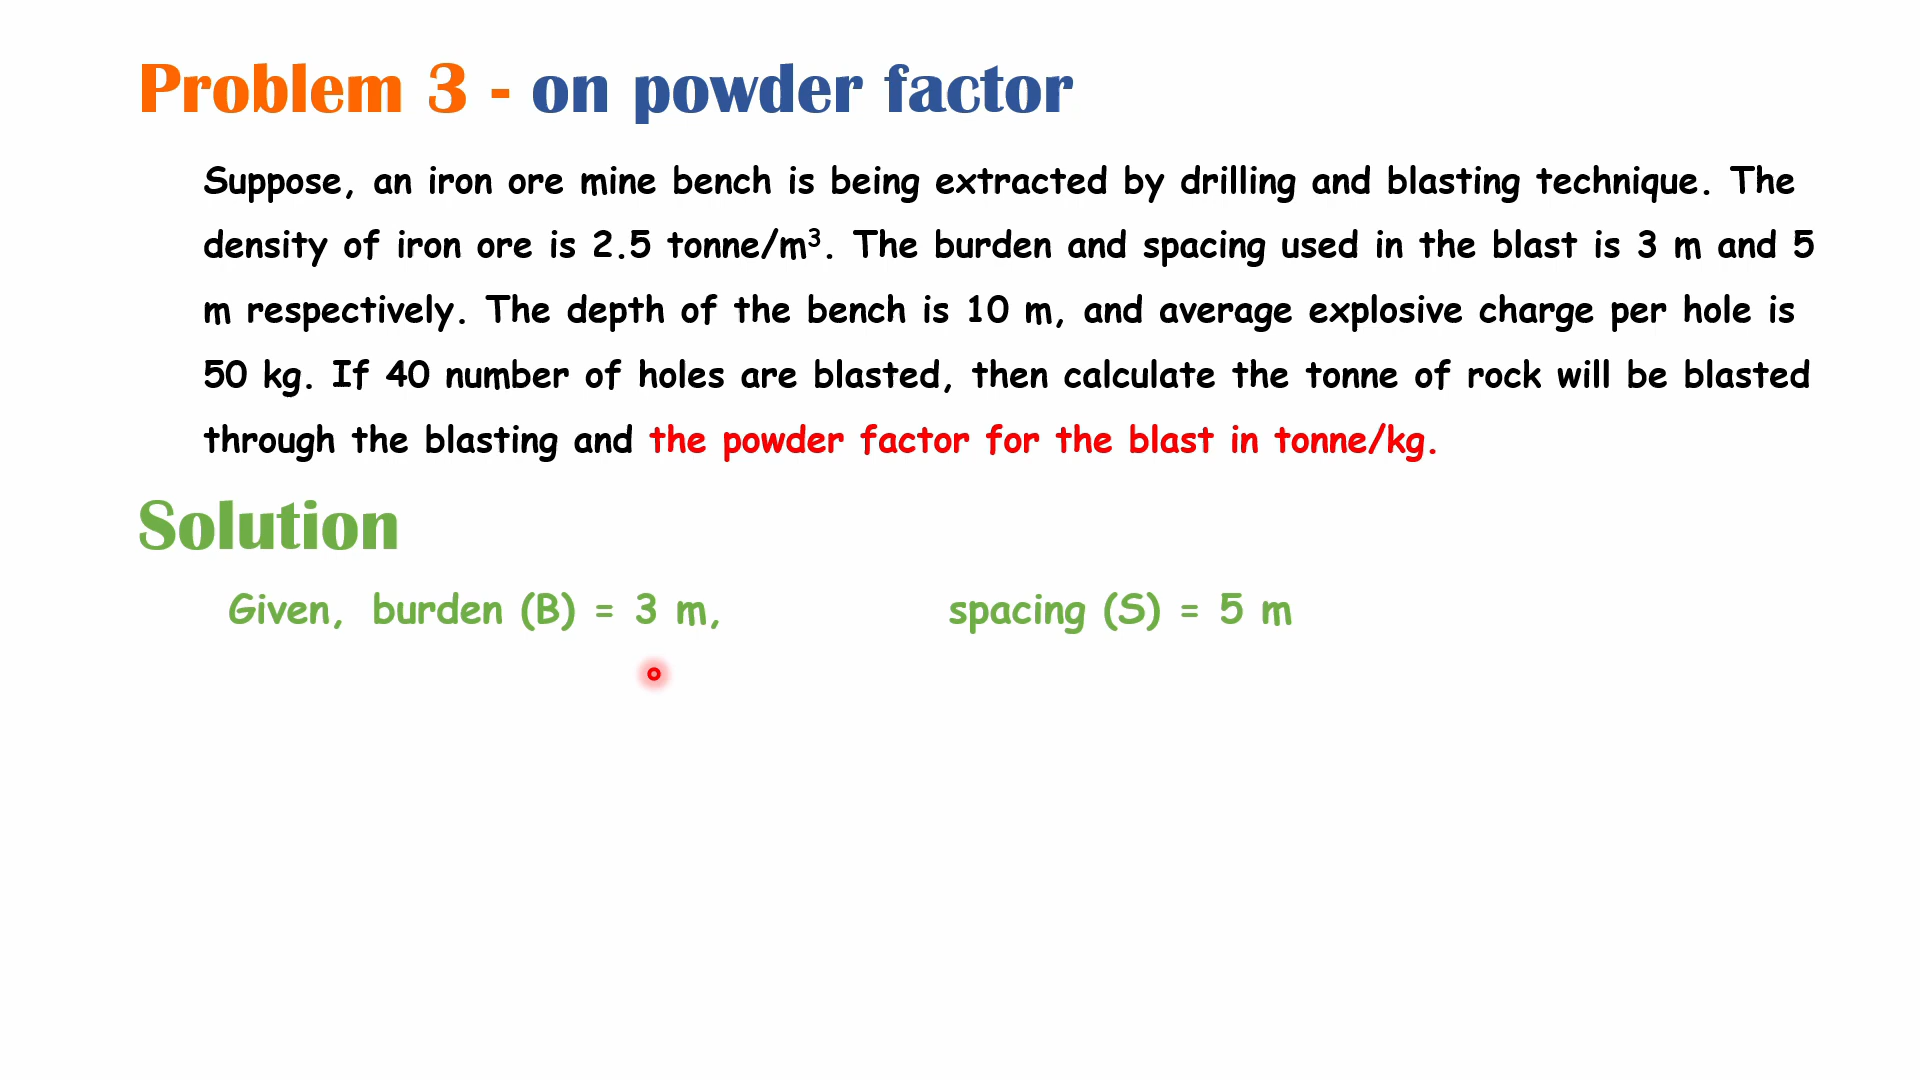 Problem 3 - on powder factor
Suppose, an iron ore mine bench is being extracted by drilling and blasting technique. The
density of iron ore is 2.5 tonne/m³. The burden and spacing used in the blast is 3 m and 5
m respectively. The depth of the bench is 10 m, and average explosive charge per hole is
50 kg. If 40 number of holes are blasted, then calculate the tonne of rock will be blasted
through the blasting and the powder factor for the blast in tonne/kg.
Solution
Given, burden (B) = 3 m, spacing (S) = 5 m